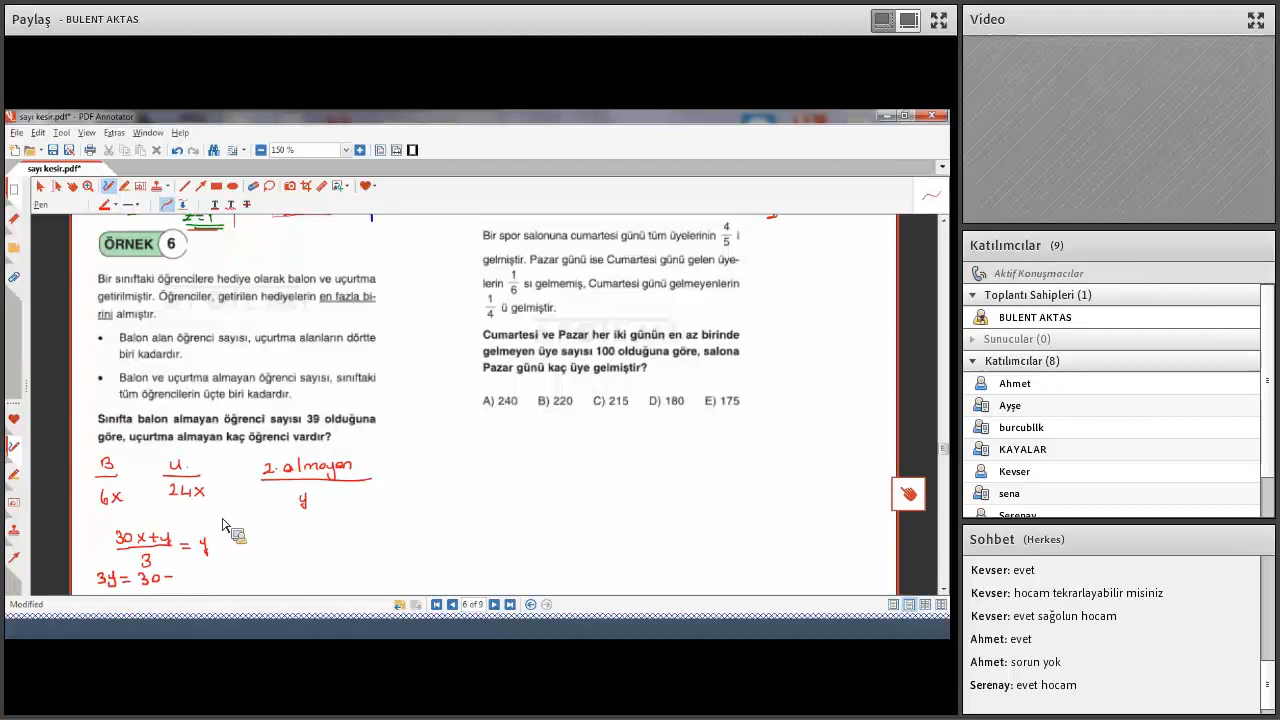 Paylaş - BULENT AKTAS
sayı kesir.pdf* - PDF Annotator
File Edit Tool View Extras Window Help
150 %
sayı kesir.pdf*
Pen
ÖRNEK 6
Bir sınıftaki öğrencilere hediye olarak balon ve uçurtma
getirilmiştir. Öğrenciler, getirilen hediyelerin en fazla bi-
rini almıştır.
• Balon alan öğrenci sayısı, uçurtma alanların dörtte
biri kadardır.
• Balon ve uçurtma almayan öğrenci sayısı, sınıftaki
tüm öğrencilerin üçte biri kadardır.
Sınıfta balon almayan öğrenci sayısı 39 olduğuna
göre, uçurtma almayan kaç öğrenci vardır?
B U. 2. almayan
6x 24x y
30x+y
3
= y
3y = 30-
Bir spor salonuna cumartesi günü tüm üyelerinin 4/5 i
gelmiştir. Pazar günü ise Cumartesi günü gelen üye-
lerin 1/6 sı gelmemiş, Cumartesi günü gelmeyenlerin
1/4 ü gelmiştir.
Cumartesi ve Pazar her iki günün en az birinde
gelmeyen üye sayısı 100 olduğuna göre, salona
Pazar günü kaç üye gelmiştir?
A) 240 B) 220 C) 215 D) 180 E) 175
Modified
6 of 9
Video
Katılımcılar (9)
Aktif Konuşmacılar
Toplantı Sahipleri (1)
BULENT AKTAS
Sunucular (0)
Katılımcılar (8)
Ahmet
Ayşe
burcubllk
KAYALAR
Kevser
sena
Serenay
Sohbet (Herkes)
Kevser: evet
Kevser: hocam tekrarlayabilir misiniz
Kevser: evet sağolun hocam
Ahmet: evet
Ahmet: sorun yok
Serenay: evet hocam